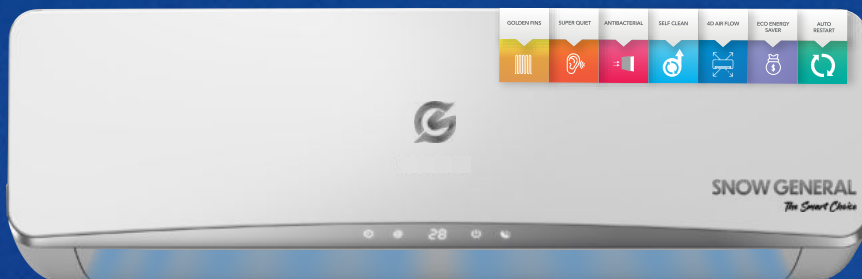 GOLDEN FINS
SUPER QUIET
ANTIBACTERIAL
SELF CLEAN
4D AIR FLOW
ECO ENERGY
SAVER
AUTO
RESTART
SNOW GENERAL
The Smart Choice
28